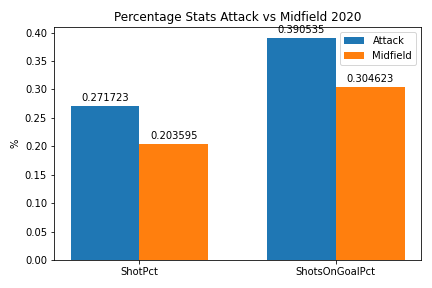 Percentage Stats Attack vs Midfield 2020
0.40
0.35
0.30
0.25
0.20
0.15
0.10
0.05
0.00
%
0.271723
0.203595
0.390535
0.304623
Attack
Midfield
ShotPct
ShotsOnGoalPct